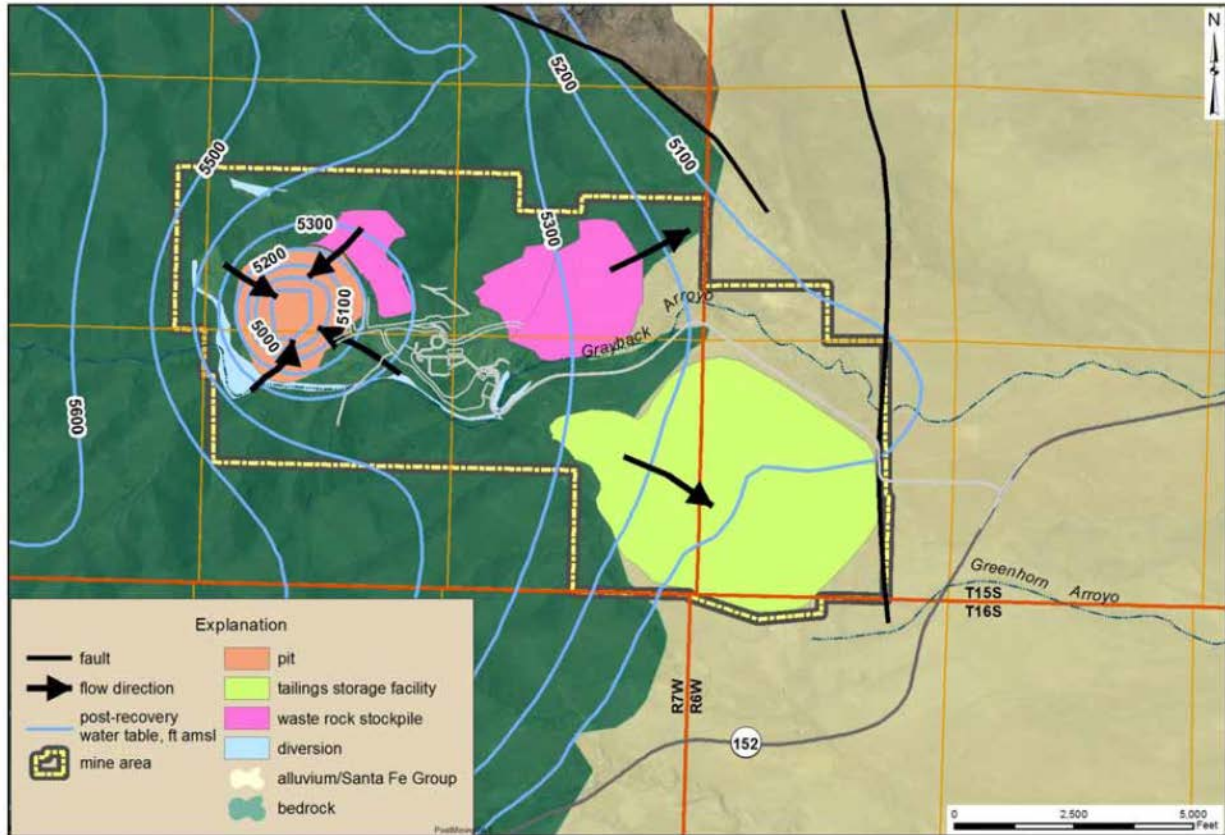 N
5200
5100
5500
5300
5300
5200
5100
5000
5600
Grayback Arroyo
Greenhorn Arroyo
T15S
T16S
R7W
R6W
152
Explanation
fault
flow direction
post-recovery
water table, ft amsl
mine area
pit
tailings storage facility
waste rock stockpile
diversion
alluvium/Santa Fe Group
bedrock
0 2,500 5,000
Feet